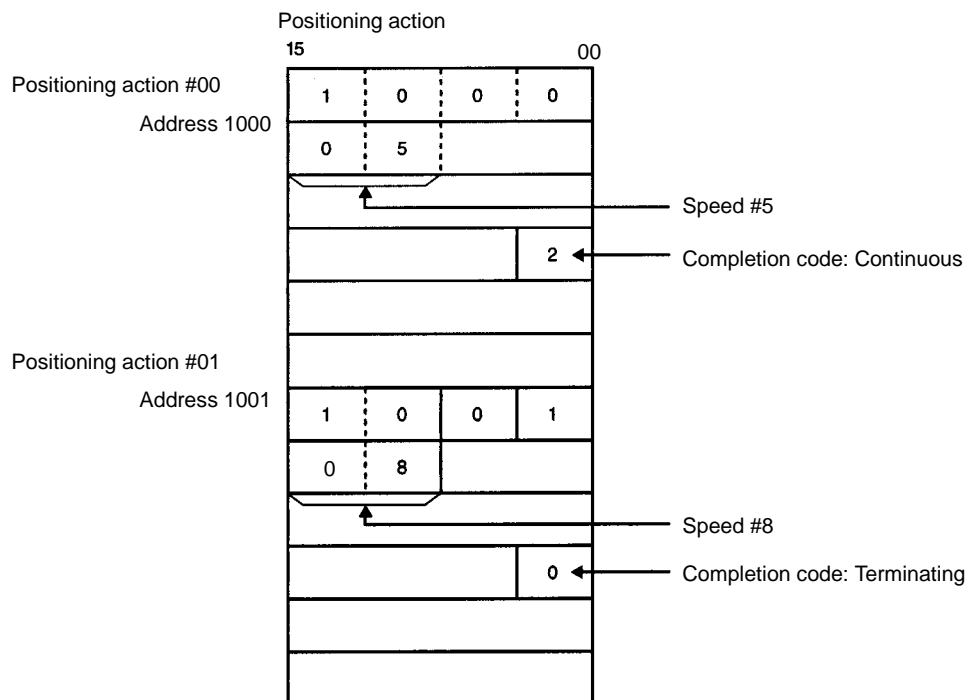 Positioning action
15 00
Positioning action #00
1 0 0 0
Address 1000
0 5
Speed #5
2 Completion code: Continuous
Positioning action #01
Address 1001
1 0 0 1
0 8
Speed #8
0 Completion code: Terminating